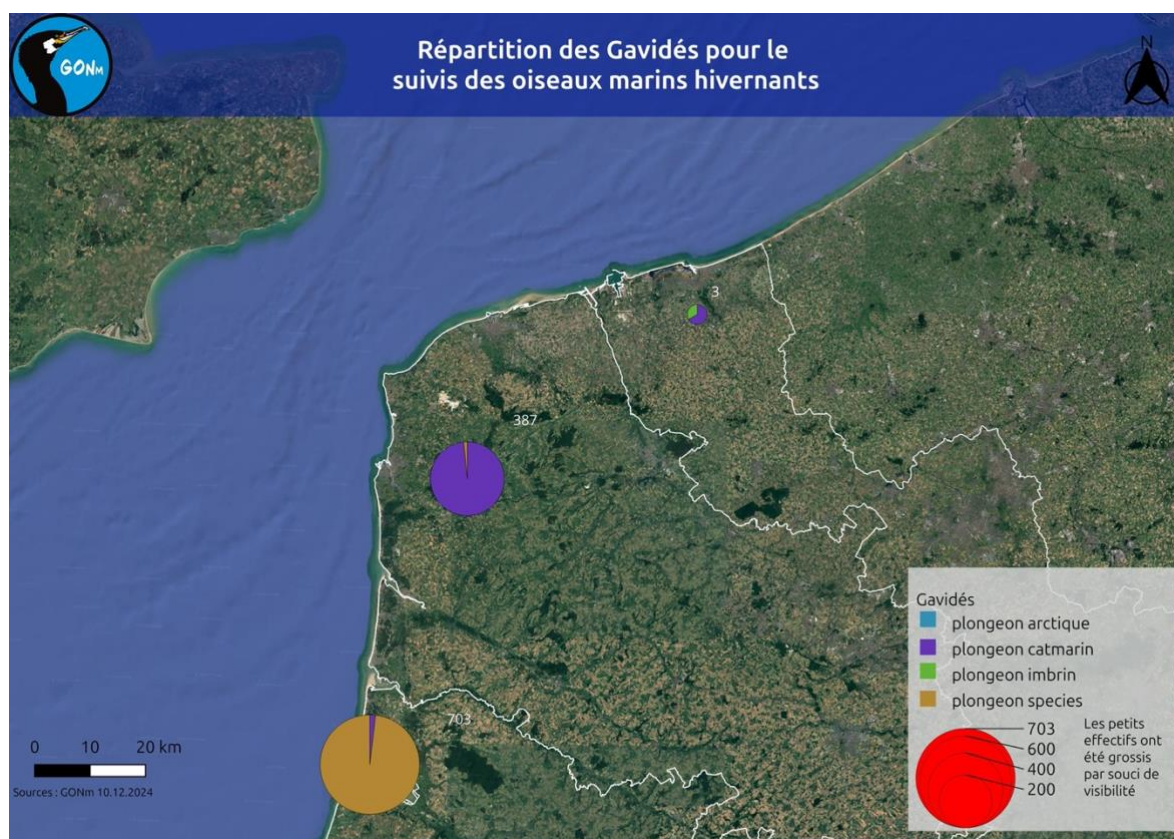 GONm
Répartition des Gavidés pour le
suivis des oiseaux marins hivernants
N
3
387
703
0 10 20 km
Sources : GONm 10.12.2024
Gavidés
plongeon arctique
plongeon catmarin
plongeon imbrin
plongeon species
703
600
400
200
Les petits
effectifs ont
été grossis
par souci de
visibilité